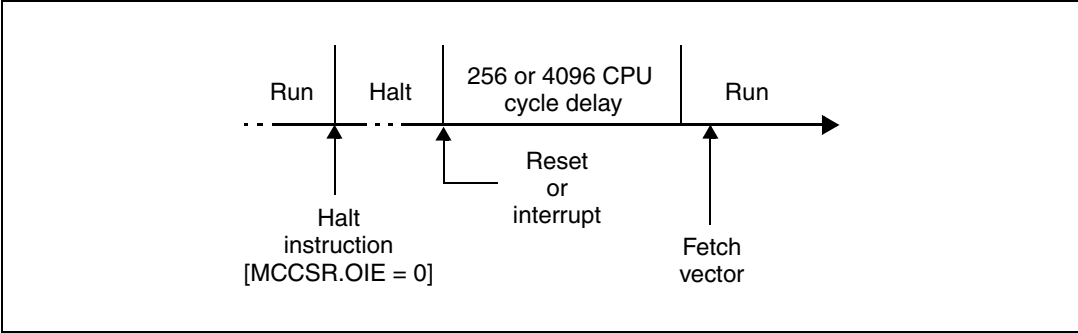 Run
Halt
256 or 4096 CPU
cycle delay
Run
Reset
or
interrupt
Halt
instruction
[MCCSR.OIE = 0]
Fetch
vector